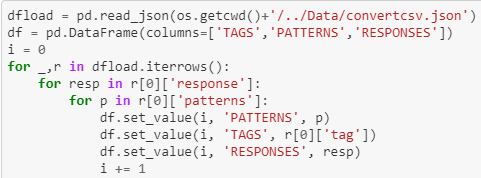 dfload = pd.read_json(os.getcwd()+'/../Data/convertcsv.json')
df = pd.DataFrame(columns=['TAGS','PATTERNS','RESPONSES'])
i = 0
for _,r in dfload.iterrows():
    for resp in r[0]['response']:
        for p in r[0]['patterns']:
            df.set_value(i, 'PATTERNS', p)
            df.set_value(i, 'TAGS', r[0]['tag'])
            df.set_value(i, 'RESPONSES', resp)
            i += 1